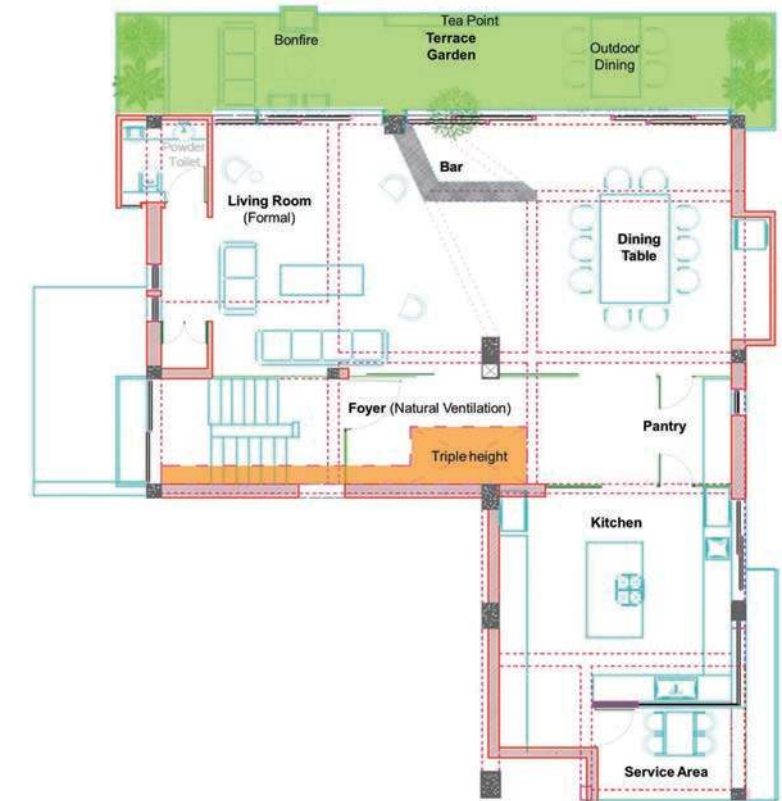 Tea Point
Bonfire
Terrace
Garden
Outdoor
Dining
Powder
Toilet
Bar
Living Room
(Formal)
Dining
Table
Foyer (Natural Ventilation)
Pantry
Triple height
Kitchen
Service Area